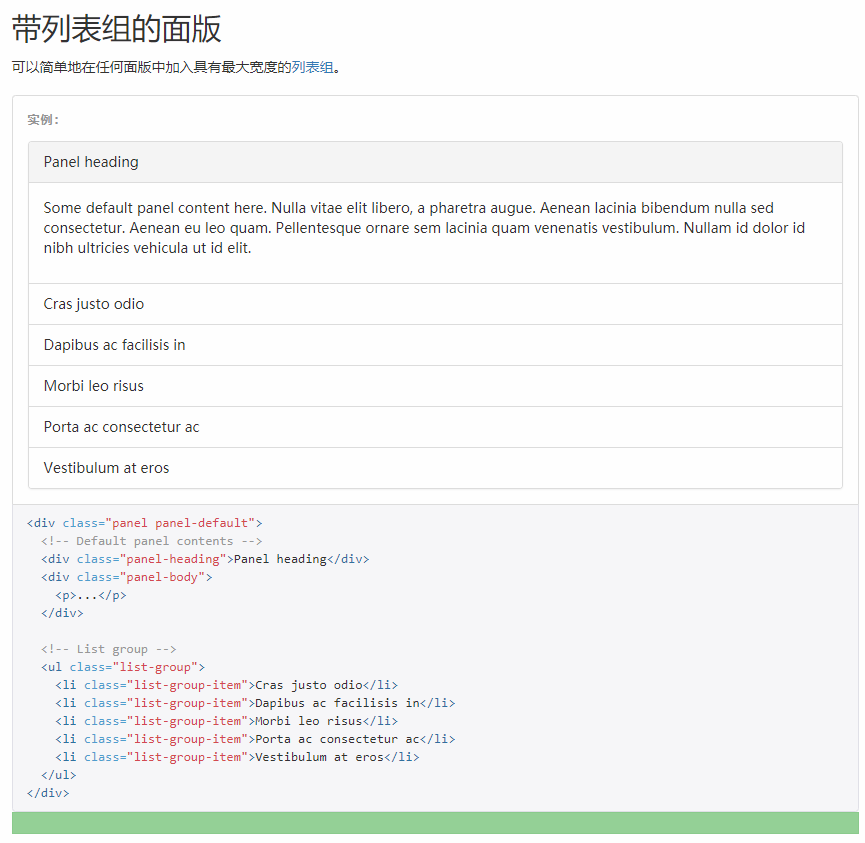 带列表组的面版
可以简单地在任何面版中加入具有最大宽度的列表组。
实例：
Panel heading
Some default panel content here. Nulla vitae elit libero, a pharetra augue. Aenean lacinia bibendum nulla sed
consectetur. Aenean eu leo quam. Pellentesque ornare sem lacinia quam venenatis vestibulum. Nullam id dolor id
nibh ultricies vehicula ut id elit.
Cras justo odio
Dapibus ac facilisis in
Morbi leo risus
Porta ac consectetur ac
Vestibulum at eros
<div class="panel panel-default">
  <!-- Default panel contents -->
  <div class="panel-heading">Panel heading</div>
  <div class="panel-body">
    <p>...</p>
  </div>
  <!-- List group -->
  <ul class="list-group">
    <li class="list-group-item">Cras justo odio</li>
    <li class="list-group-item">Dapibus ac facilisis in</li>
    <li class="list-group-item">Morbi leo risus</li>
    <li class="list-group-item">Porta ac consectetur ac</li>
    <li class="list-group-item">Vestibulum at eros</li>
  </ul>
</div>